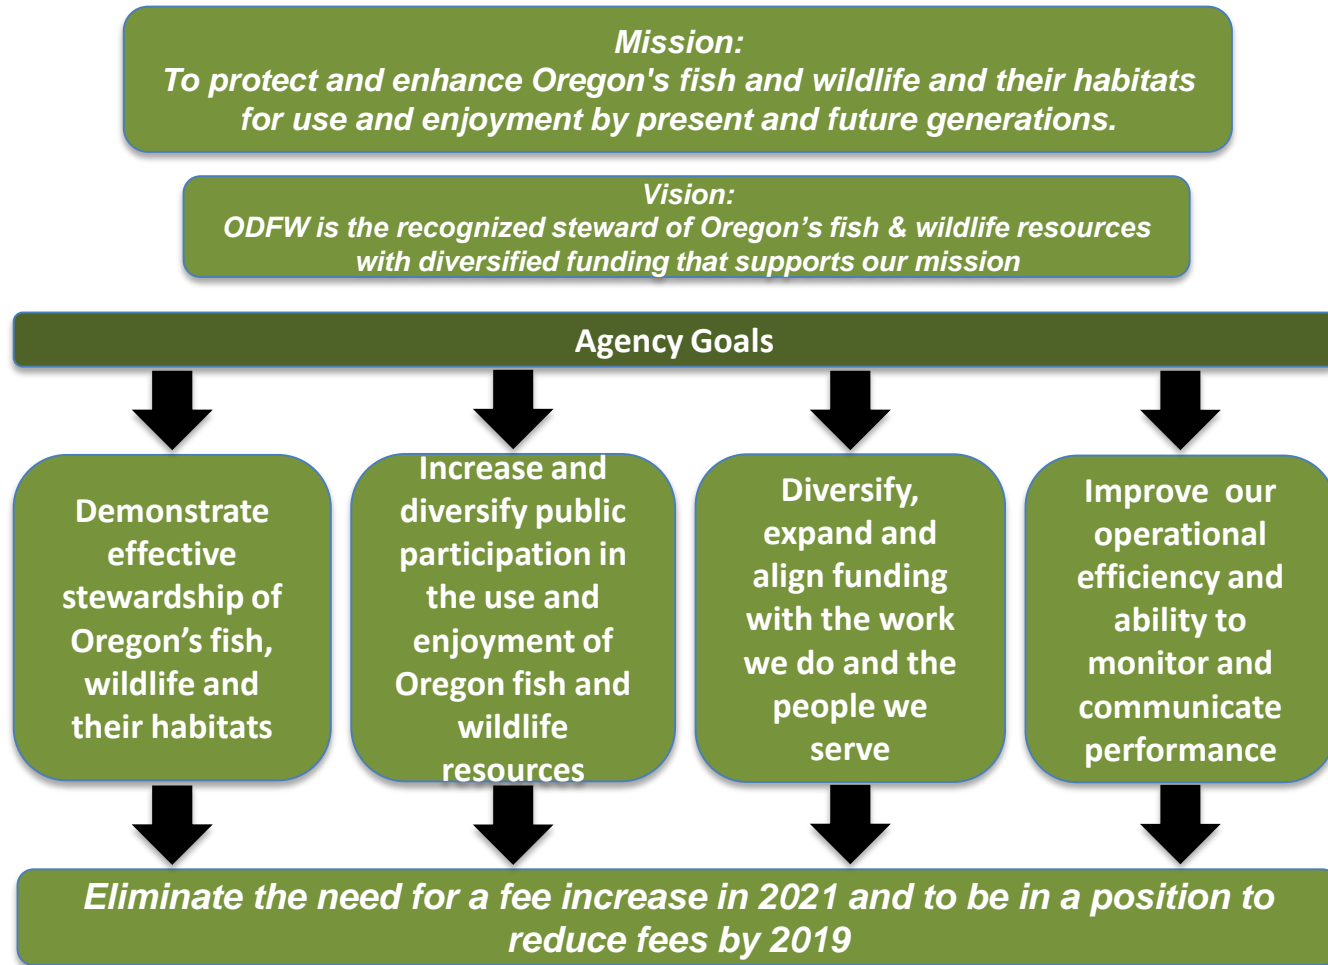 Mission:
To protect and enhance Oregon's fish and wildlife and their habitats
for use and enjoyment by present and future generations.
Vision:
ODFW is the recognized steward of Oregon’s fish & wildlife resources
with diversified funding that supports our mission
Agency Goals
Demonstrate
effective
stewardship of
Oregon’s fish,
wildlife and
their habitats
Increase and
diversify public
participation in
the use and
enjoyment of
Oregon fish and
wildlife
resources
Diversify,
expand and
align funding
with the work
we do and the
people we
serve
Improve  our
operational
efficiency and
ability to
monitor and
communicate
performance
Eliminate the need for a fee increase in 2021 and to be in a position to
reduce fees by 2019